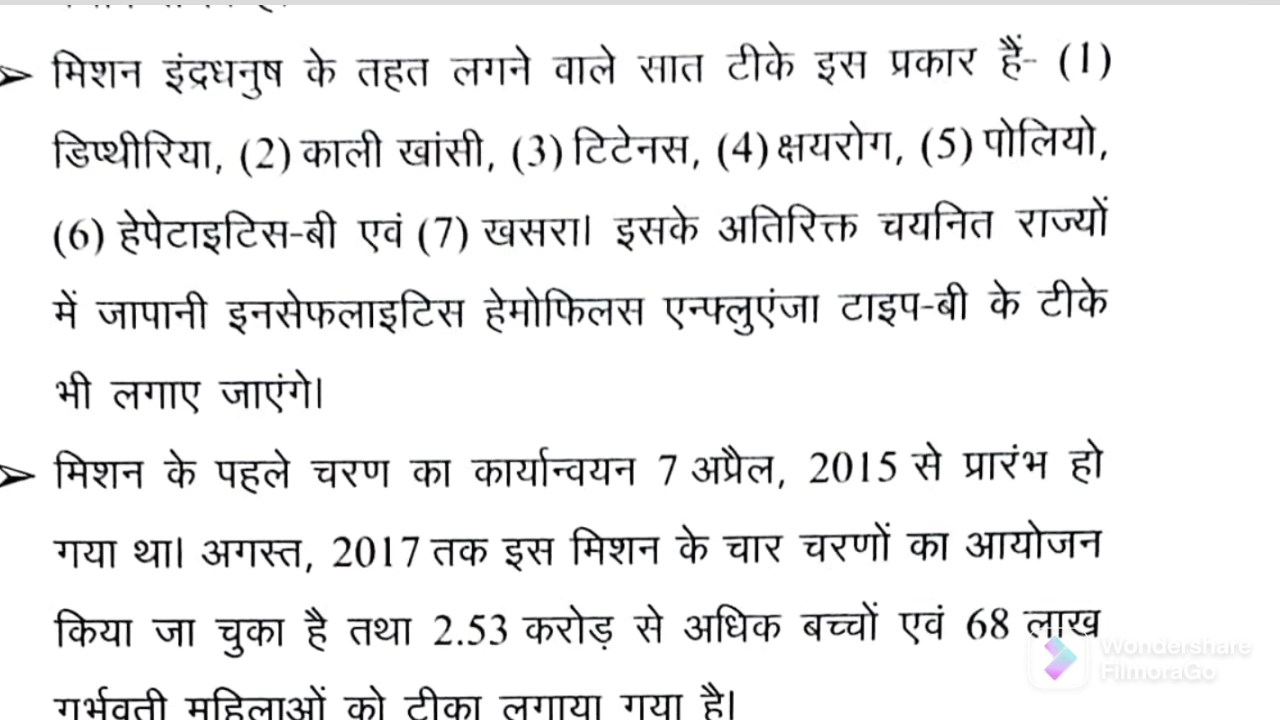 ➢ मिशन इंद्रधनुष के तहत लगने वाले सात टीके इस प्रकार हैं- (1)
डिप्थीरिया, (2) काली खांसी, (3) टिटेनस, (4) क्षयरोग, (5) पोलियो,
(6) हेपेटाइटिस-बी एवं (7) खसरा। इसके अतिरिक्त चयनित राज्यों
में जापानी इनसेफलाइटिस हेमोफिलस एन्फ्लुएंजा टाइप-बी के टीके
भी लगाए जाएंगे।
➢ मिशन के पहले चरण का कार्यान्वयन 7 अप्रैल, 2015 से प्रारंभ हो
गया था। अगस्त, 2017 तक इस मिशन के चार चरणों का आयोजन
किया जा चुका है तथा 2.53 करोड़ से अधिक बच्चों एवं 68 लाख
गर्भवती महिलाओं को टीका लगाया गया है।
Wondershare
FilmoraGo